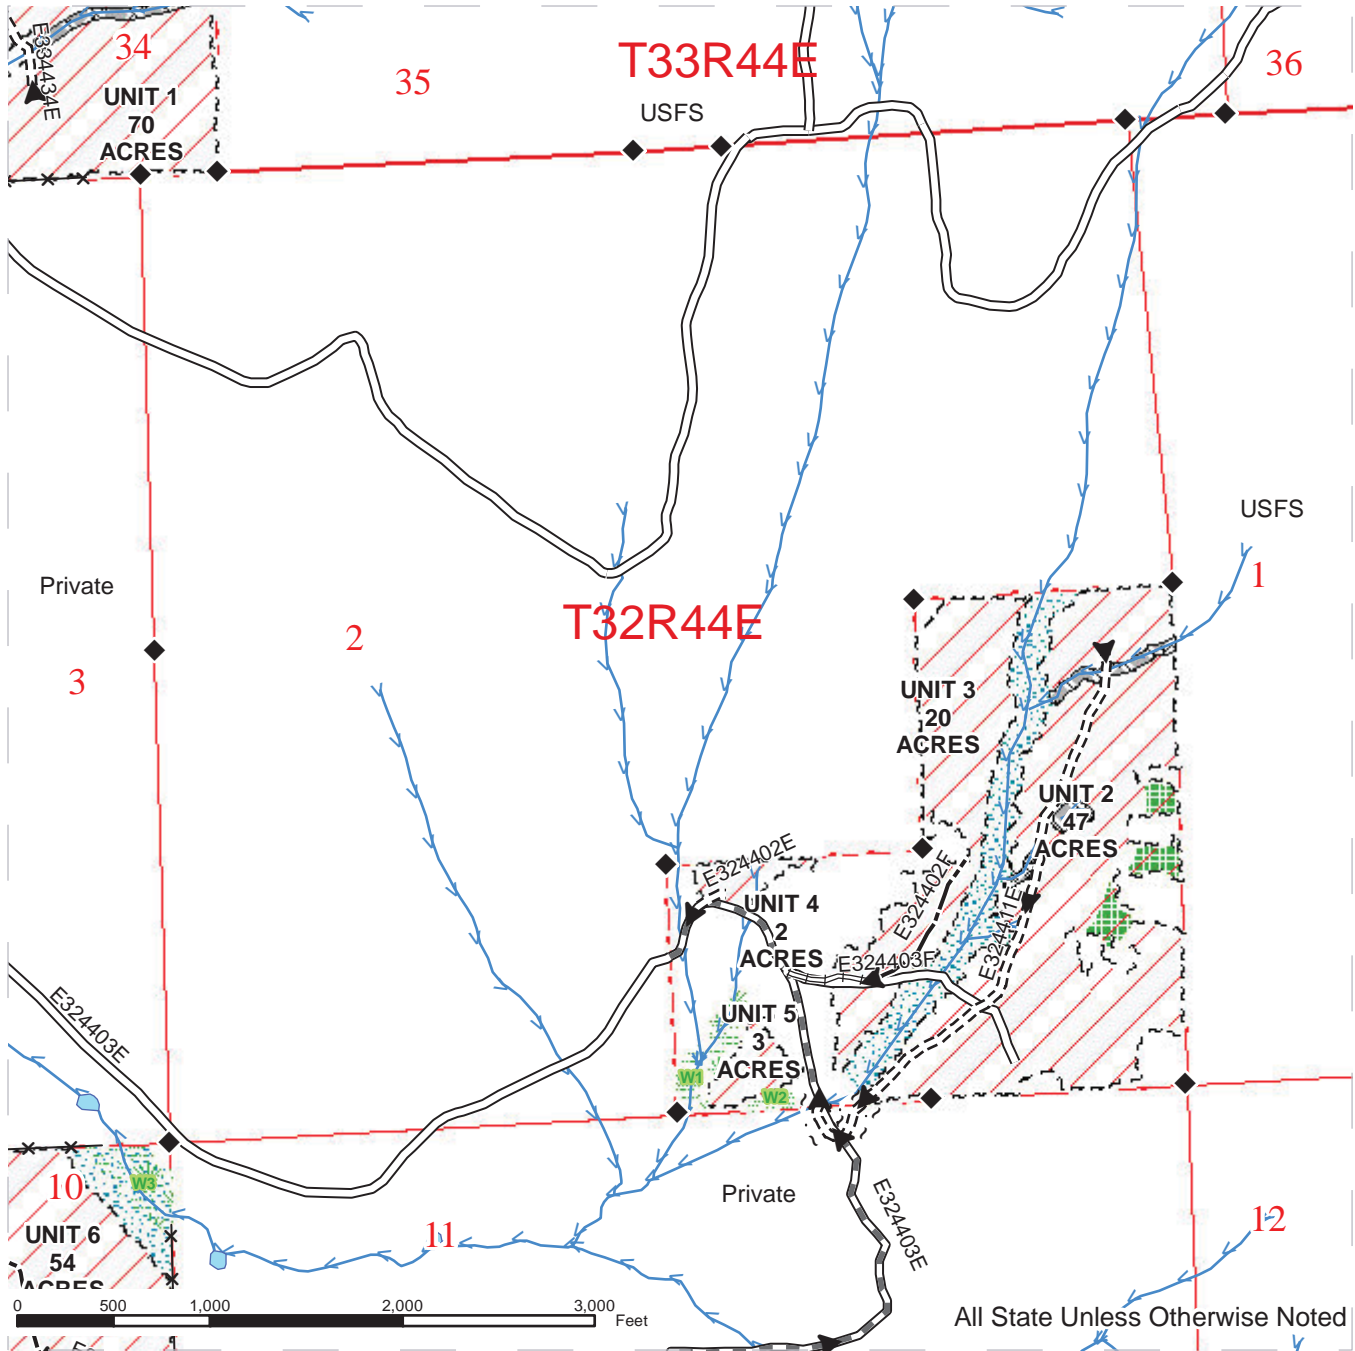 34
E334434E
UNIT 1
70
ACRES
35
T33R44E
USFS
36
USFS
1
Private
2
T32R44E
3
UNIT 3
20
ACRES
UNIT 2
47
ACRES
E324402E
E324402F
E324411E
UNIT 4
2
ACRES
E324403F
E324403E
UNIT 5
3
ACRES
W1
W2
W3
10
Private
E324403E
11
12
UNIT 6
54
ACRES
0 500 1,000 2,000 3,000
Feet
All State Unless Otherwise Noted